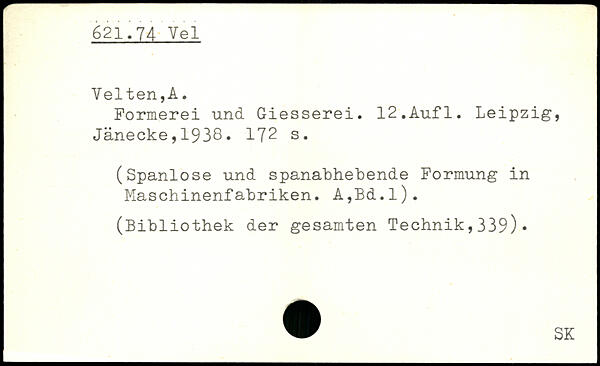 621.74 Vel
Velten,A.
Formerei und Giesserei. 12.Aufl. Leipzig,
Jänecke,1938. 172 s.
(Spanlose und spanabhebende Formung in
Maschinenfabriken. A,Bd.1).
(Bibliothek der gesamten Technik,339).
SK